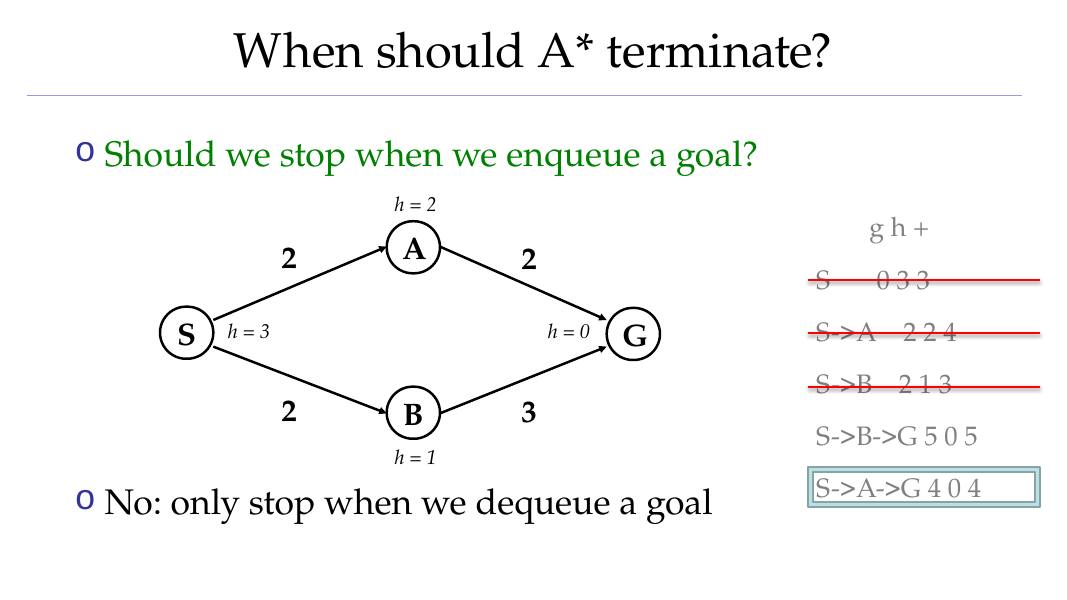 When should A* terminate?
o Should we stop when we enqueue a goal?
h = 2
A
2
2
S
h = 3
h = 0
G
2
3
B
h = 1
o No: only stop when we dequeue a goal
g h +
S 0 3 3
S->A 2 2 4
S->B 2 1 3
S->B->G 5 0 5
S->A->G 4 0 4